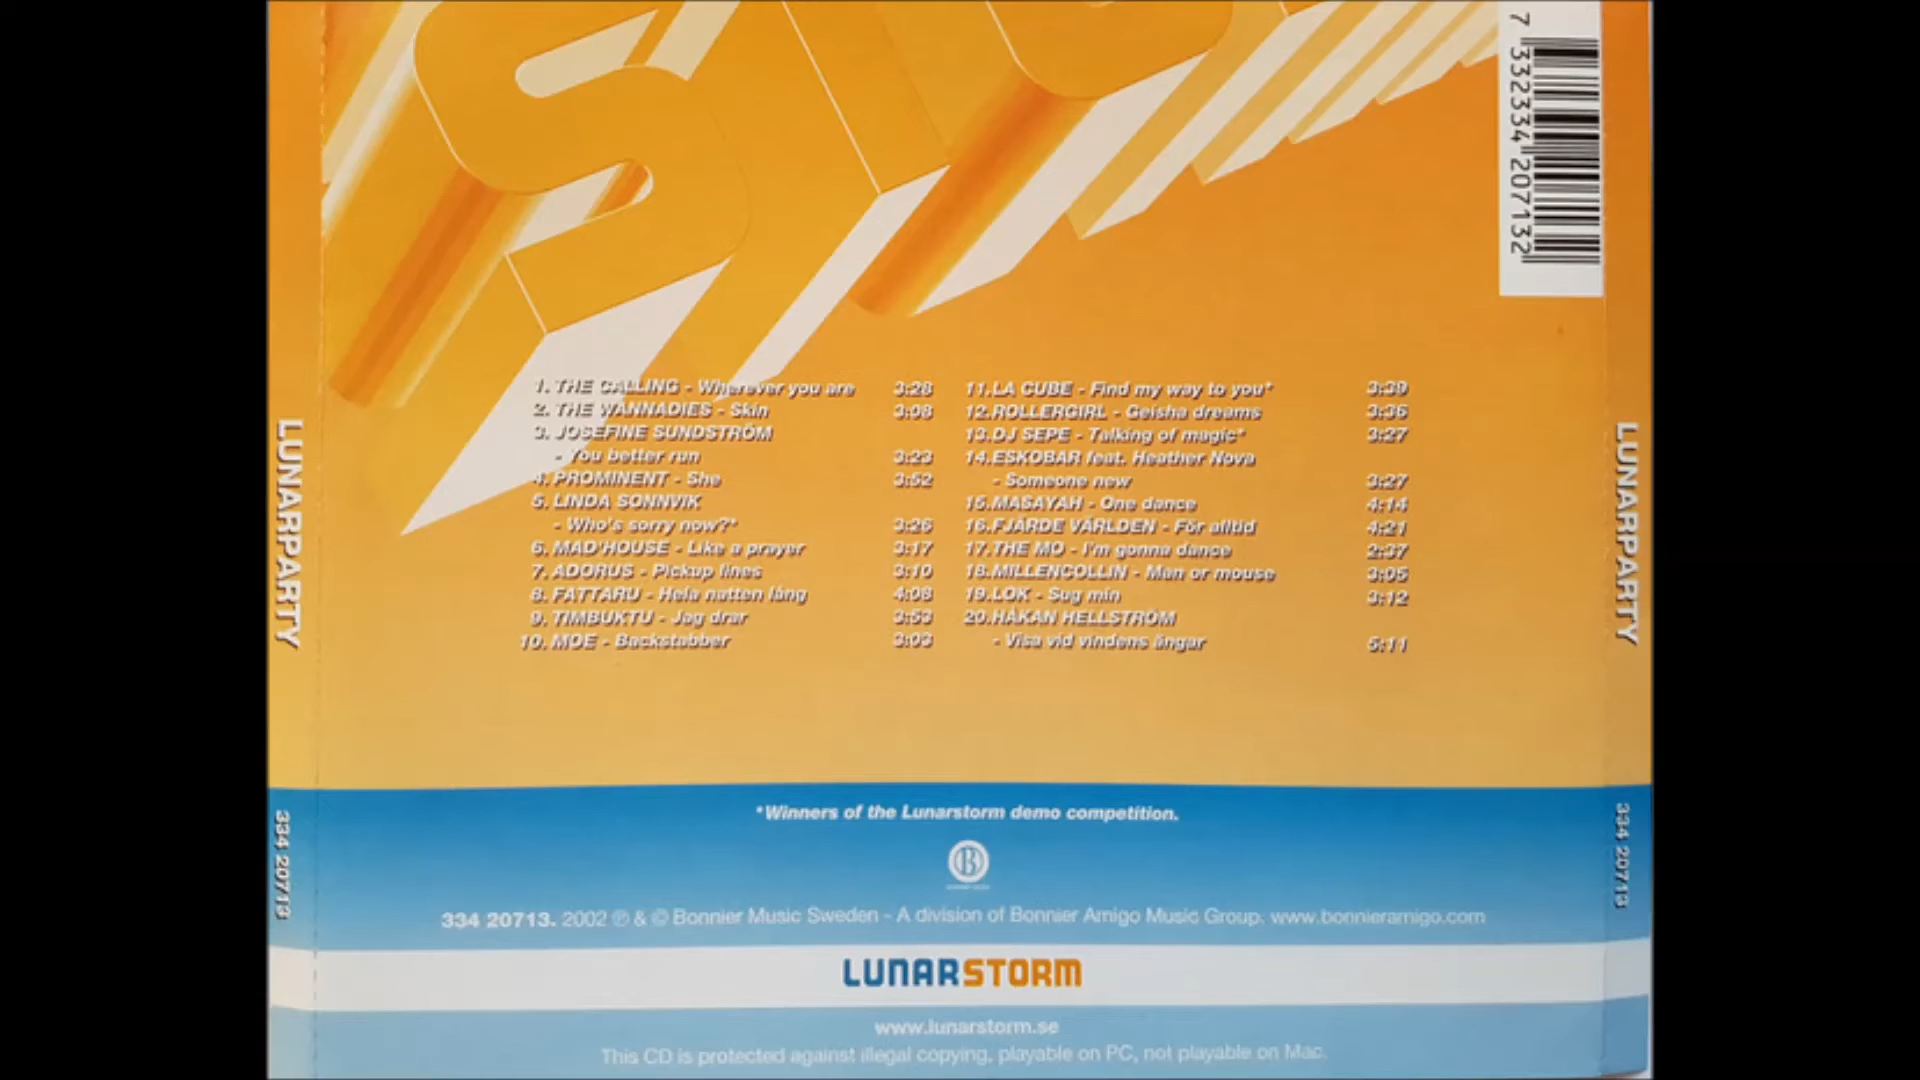 7 332334 207132
LUNARPARTY
334 20713
1. THE CALLING - Wherever you are 3:28
2. THE WANNADIES - Skin 3:08
3. JOSEFINE SUNDSTRÖM
- You better run 3:23
4. PROMINENT - She 3:52
5. LINDA SONNVIK
- Who's sorry now?* 3:26
6. MAD'HOUSE - Like a prayer 3:17
7. ADORUS - Pickup lines 3:10
8. FATTARU - Hela natten lång 4:08
9. TIMBUKTU - Jag drar 3:53
10. MOE - Backstabber 3:03
11. LA CUBE - Find my way to you* 3:39
12. ROLLERGIRL - Geisha dreams 3:36
13. DJ SEPE - Talking of magic* 3:27
14. ESKOBAR feat. Heather Nova
- Someone new 3:27
15. MASAYAH - One dance 4:14
16. FJÄRDE VÄRLDEN - För alltid 4:21
17. THE MO - I'm gonna dance 2:37
18. MILLENCOLLIN - Man or mouse 3:05
19. LOK - Sug min 3:12
20. HÅKAN HELLSTRÖM
- Visa vid vindens ängar 5:11
LUNARPARTY
334 20713
*Winners of the Lunarstorm demo competition.
B
334 20713. 2002 ℗ & © Bonnier Music Sweden - A division of Bonnier Amigo Music Group. www.bonnieramigo.com
LUNARSTORM
www.lunarstorm.se
This CD is protected against illegal copying, playable on PC, not playable on Mac.